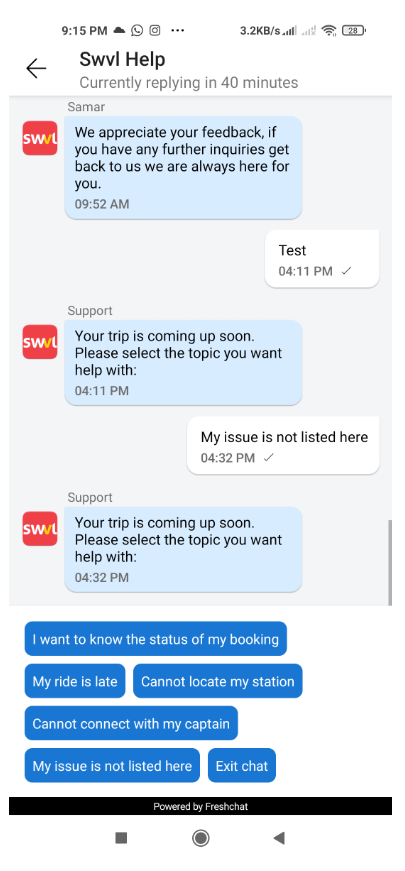 9:15 PM 3.2KB/s 28
Swvl Help
Currently replying in 40 minutes
Samar
swvl
We appreciate your feedback, if
you have any further inquiries get
back to us we are always here for
you.
09:52 AM
Test
04:11 PM
Support
swvl
Your trip is coming up soon.
Please select the topic you want
help with:
04:11 PM
My issue is not listed here
04:32 PM
Support
swvl
Your trip is coming up soon.
Please select the topic you want
help with:
04:32 PM
I want to know the status of my booking
My ride is late Cannot locate my station
Cannot connect with my captain
My issue is not listed here Exit chat
Powered by Freshchat